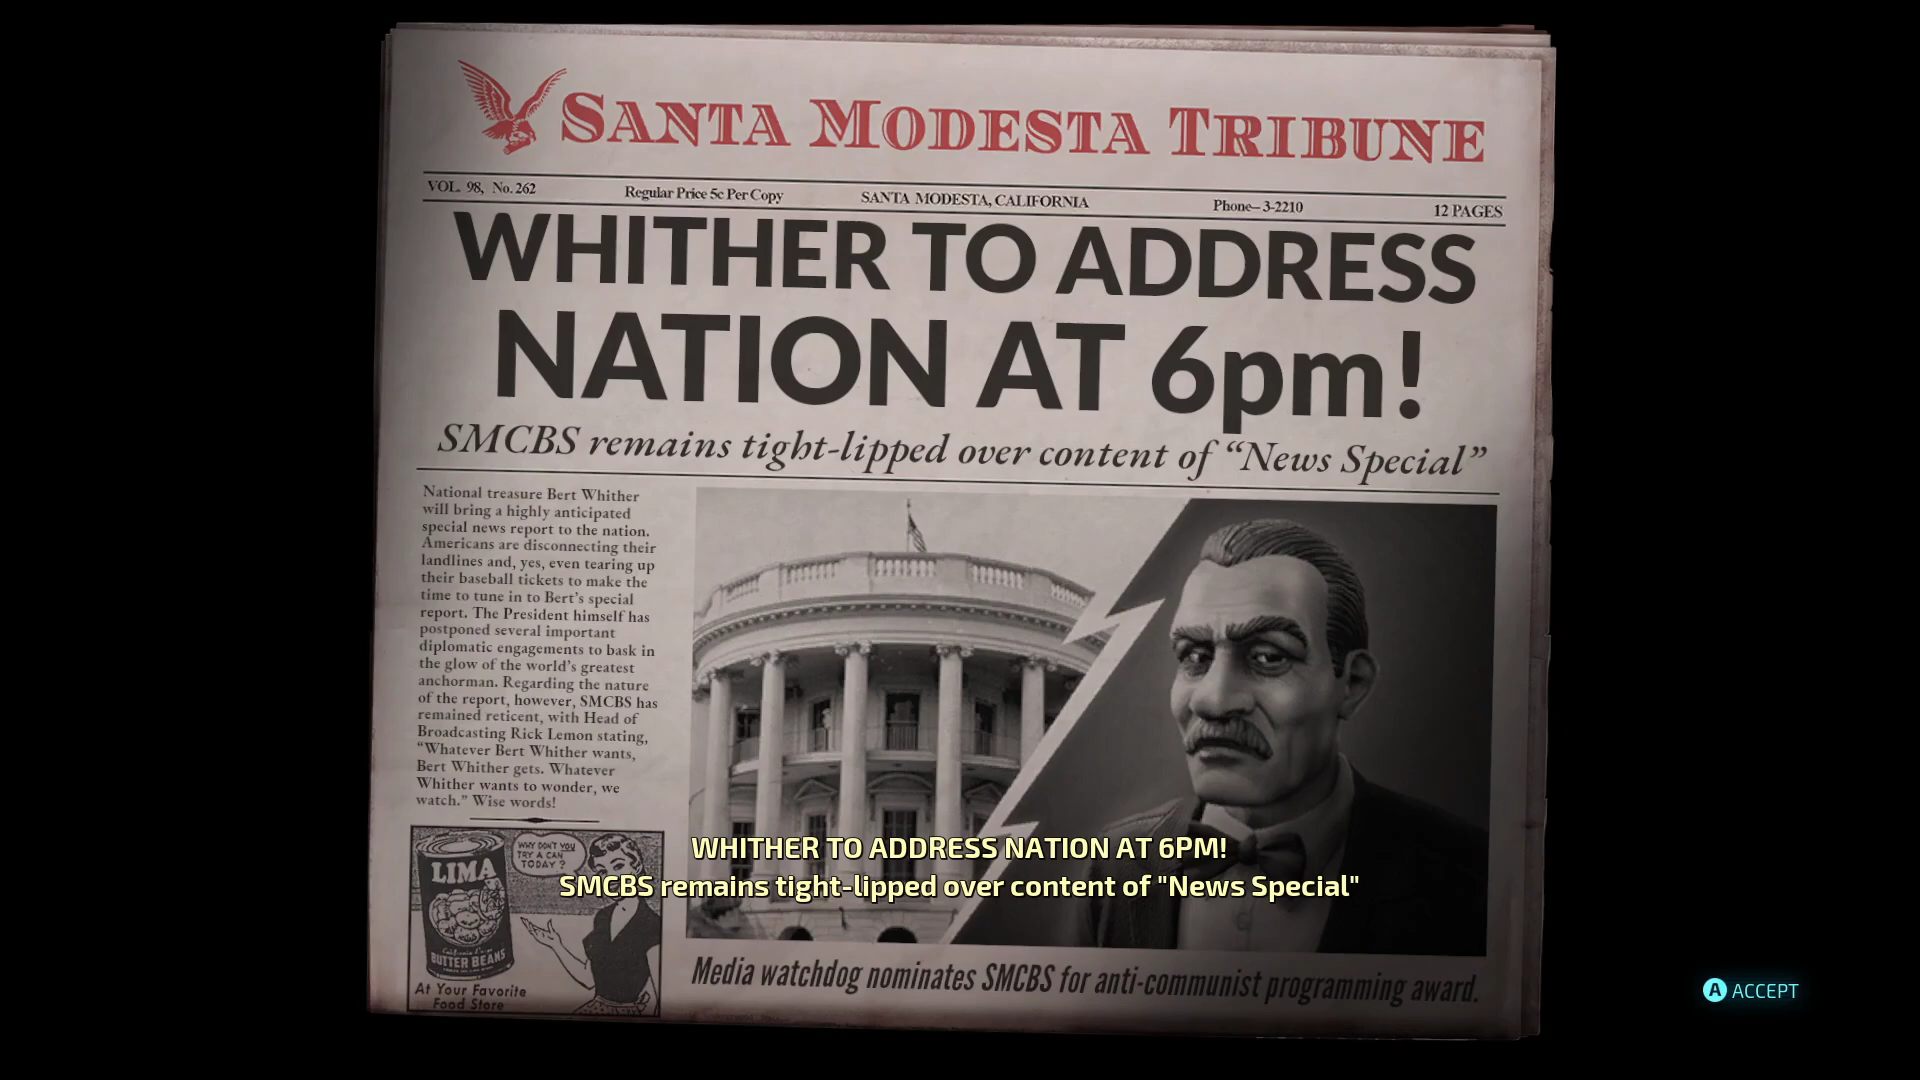 SANTA MODESTA TRIBUNE
VOL. 98, No. 262 Regular Price 5c Per Copy SANTA MODESTA, CALIFORNIA Phone—3-2210 12 PAGES
WHITHER TO ADDRESS
NATION AT 6pm!
SMCBS remains tight-lipped over content of “News Special”
National treasure Bert Whither
will bring a highly anticipated
special news report to the nation.
Americans are disconnecting their
landlines and, yes, even tearing up
their baseball tickets to make the
time to tune in to Bert’s special
report. The President himself has
postponed several important
diplomatic engagements to bask in
the glow of the world’s greatest
anchorman. Regarding the nature
of the report, however, SMCBS has
remained reticent, with Head of
Broadcasting Rick Lemon stating,
“Whatever Bert Whither wants,
Bert Whither gets. Whatever
Whither wants to wonder, we
watch.” Wise words!
WHY DON'T YOU
TRY A CAN
TODAY?
LIMA
BUTTER BEANS
At Your Favorite
Food Store
WHITHER TO ADDRESS NATION AT 6PM!
SMCBS remains tight-lipped over content of "News Special"
Media watchdog nominates SMCBS for anti-communist programming award.
A ACCEPT